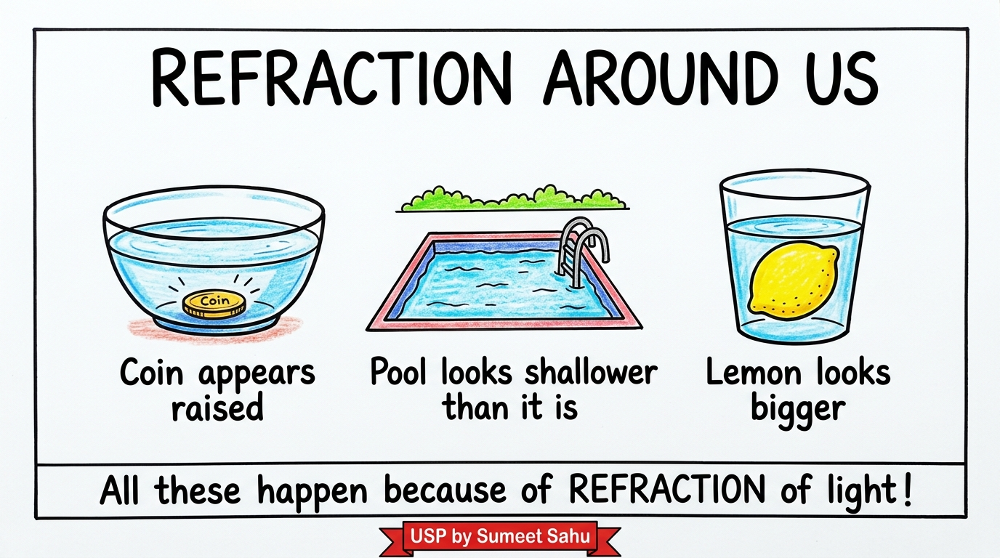 REFRACTION AROUND US
Coin
Coin appears
raised
Pool looks shallower
than it is
Lemon looks
bigger
All these happen because of REFRACTION of light!
USP by Sumeet Sahu